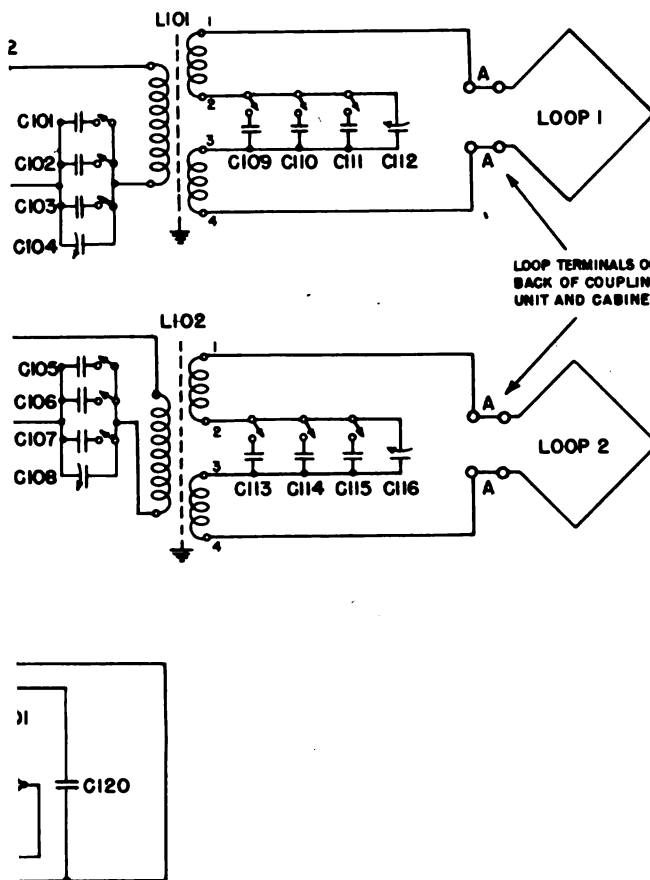 L101
2
1
C101
2
A
LOOP 1
C102
3
C109 C110 C111 C112
A
C103
C104
4
LOOP TERMINALS
BACK OF
UNIT AND
L102
1
C105
C106
2
A
C107
LOOP 2
3
C108
C113 C114 C115 C116
A
4
C120